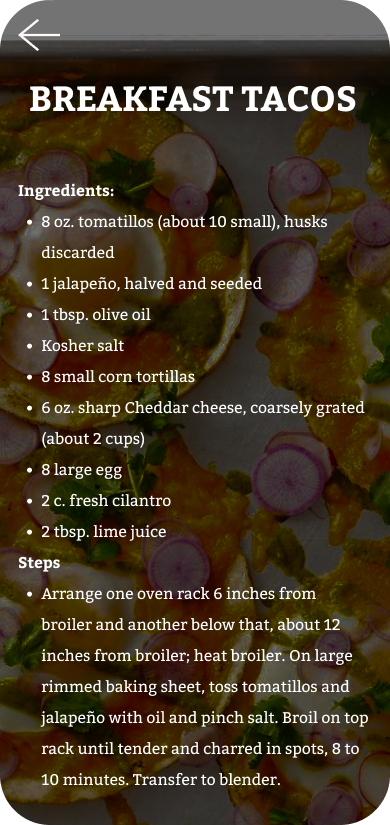 BREAKFAST TACOS
Ingredients:
• 8 oz. tomatillos (about 10 small), husks
discarded
• 1 jalapeño, halved and seeded
• 1 tbsp. olive oil
• Kosher salt
• 8 small corn tortillas
• 6 oz. sharp Cheddar cheese, coarsely grated
(about 2 cups)
• 8 large egg
• 2 c. fresh cilantro
• 2 tbsp. lime juice
Steps
• Arrange one oven rack 6 inches from
broiler and another below that, about 12
inches from broiler; heat broiler. On large
rimmed baking sheet, toss tomatillos and
jalapeño with oil and pinch salt. Broil on top
rack until tender and charred in spots, 8 to
10 minutes. Transfer to blender.